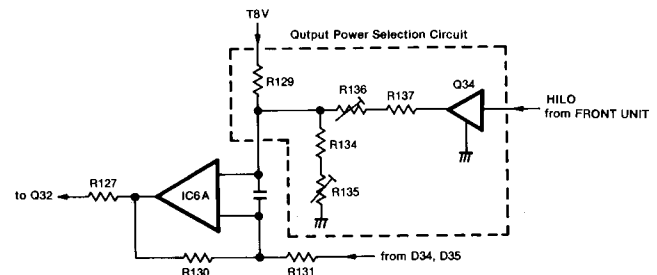 T8V
Qutput Power Selection Circuit
R129
R136
R137
Q34
HILO
from FRONT UNIT
R134
R135
to Q32
R127
IC6A
R130
R131
from D34, D35